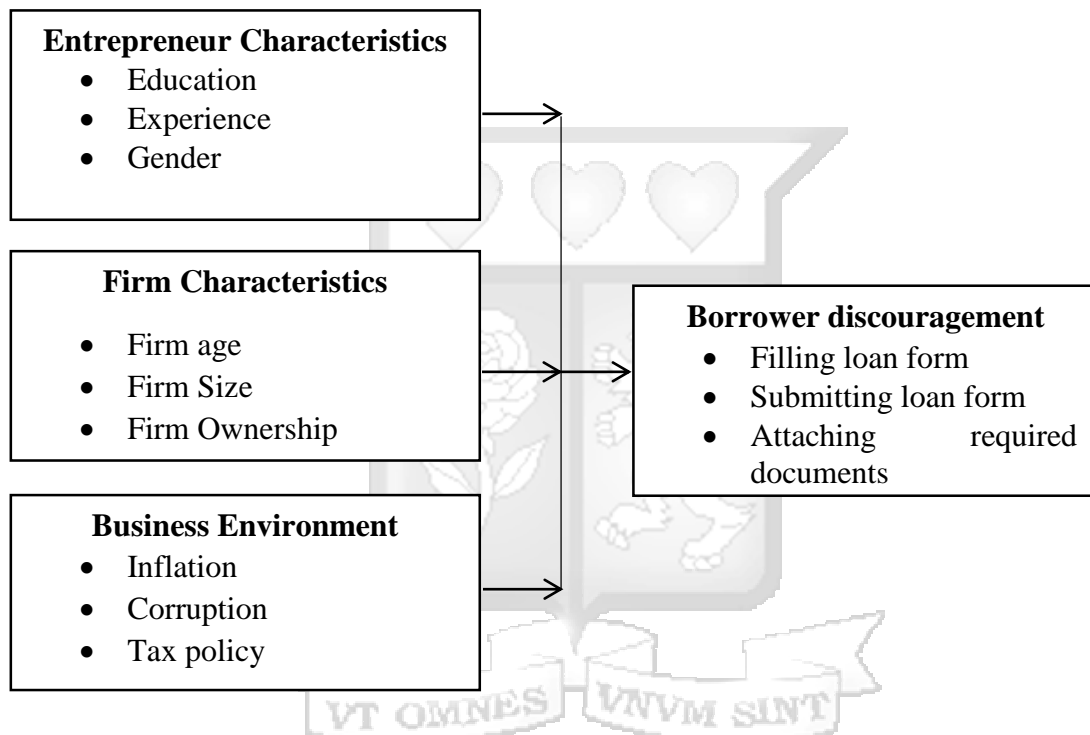 Entrepreneur Characteristics
• Education
• Experience
• Gender
Firm Characteristics
• Firm age
• Firm Size
• Firm Ownership
Business Environment
• Inflation
• Corruption
• Tax policy
Borrower discouragement
• Filling loan form
• Submitting loan form
• Attaching required
documents
VT OMNES VNVM SINT